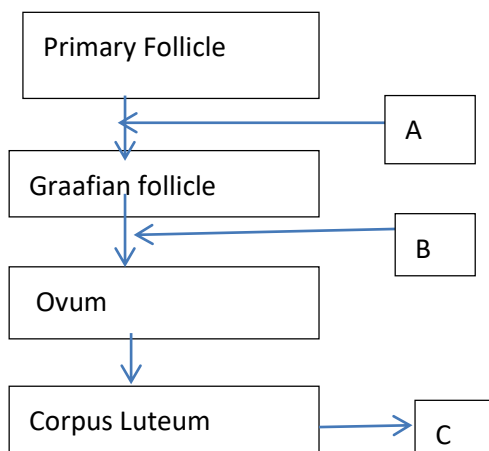 Primary Follicle
A
Graafian follicle
B
Ovum
Corpus Luteum
C